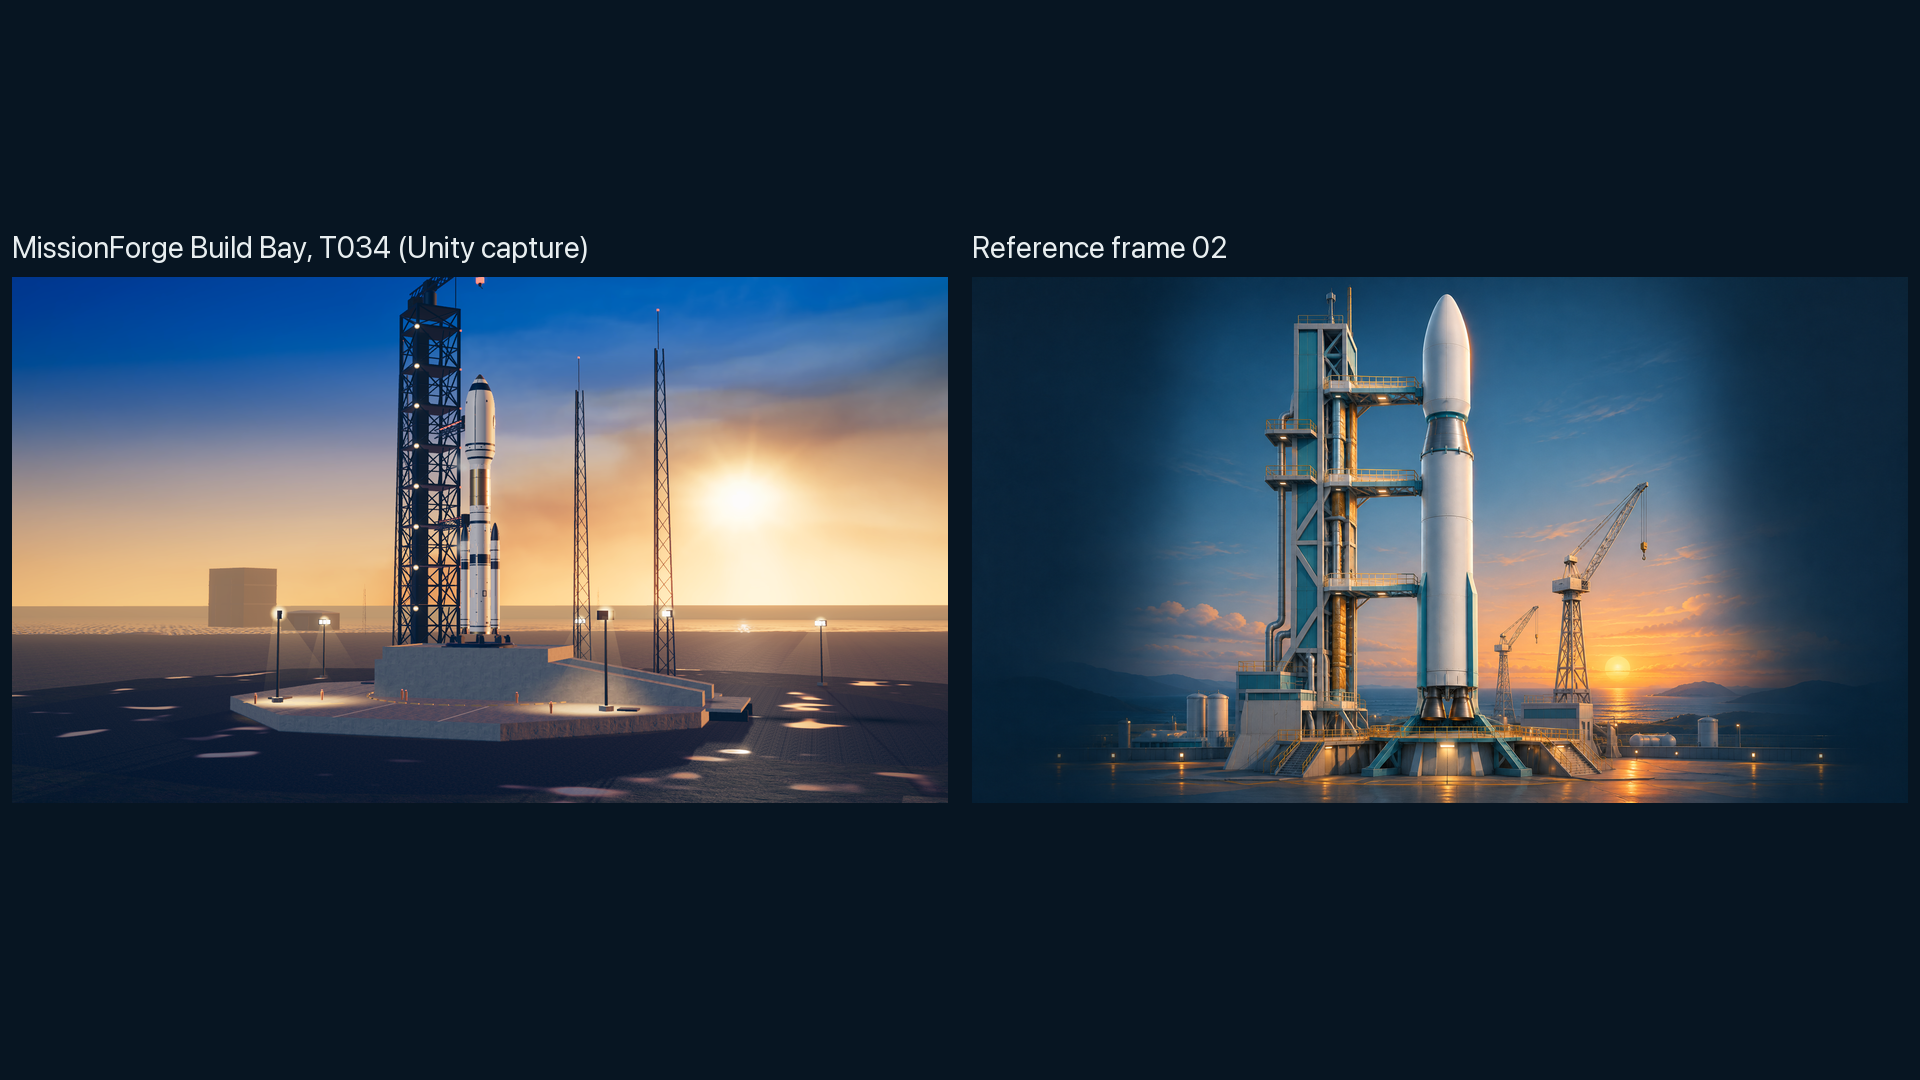 MissionForge Build Bay, T034 (Unity capture)
Reference frame 02